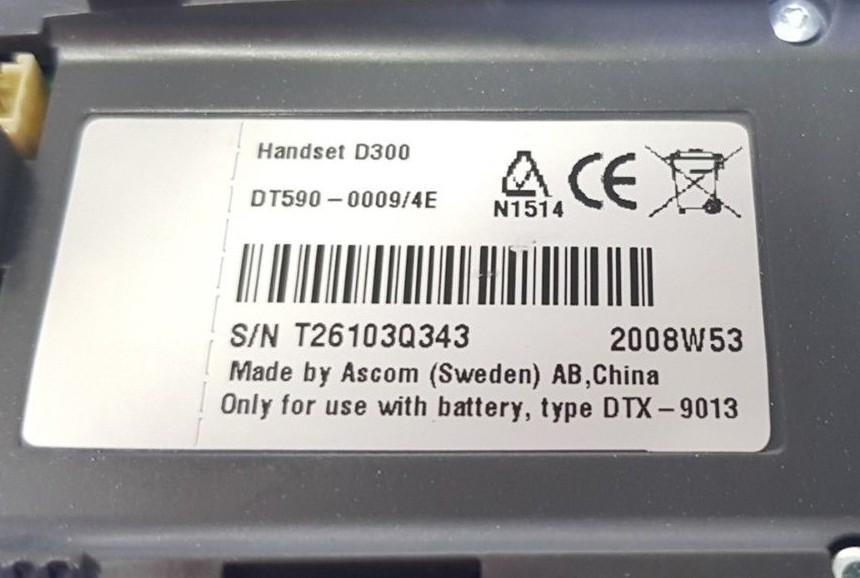 Handset D300
DT590-0009/4E
N1514
CE
S/N T26103Q343 2008W53
Made by Ascom (Sweden) AB,China
Only for use with battery, type DTX-9013